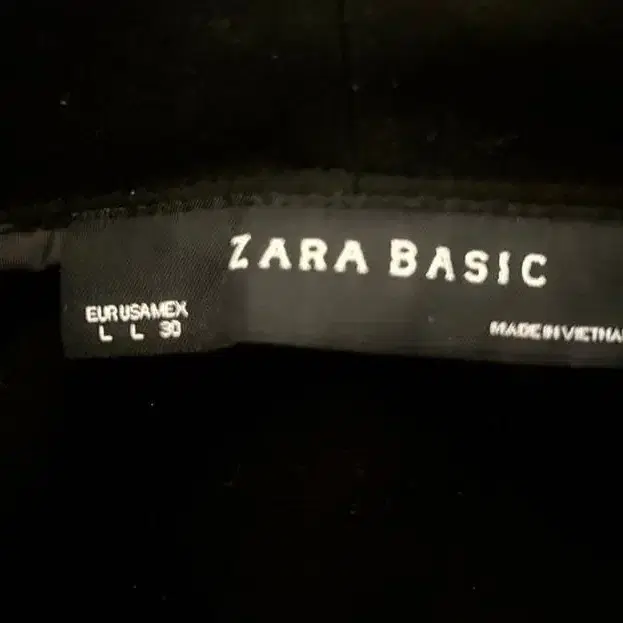 ZARA BASIC
EUR USA MEX
L L 30
MADE IN VIETNA